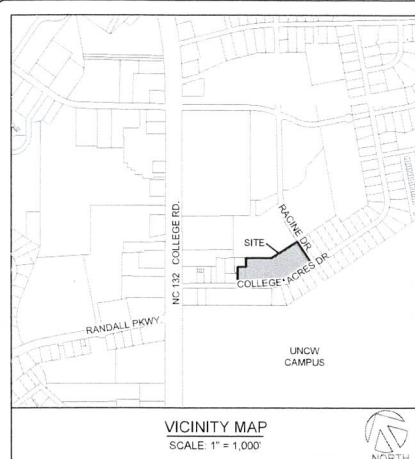 NC 132 COLLEGE RD.
RACINE DR.
SITE
COLLEGE ACRES DR.
RANDALL PKWY.
UNCW
CAMPUS
VICINITY MAP
SCALE: 1" = 1,000'
NORTH